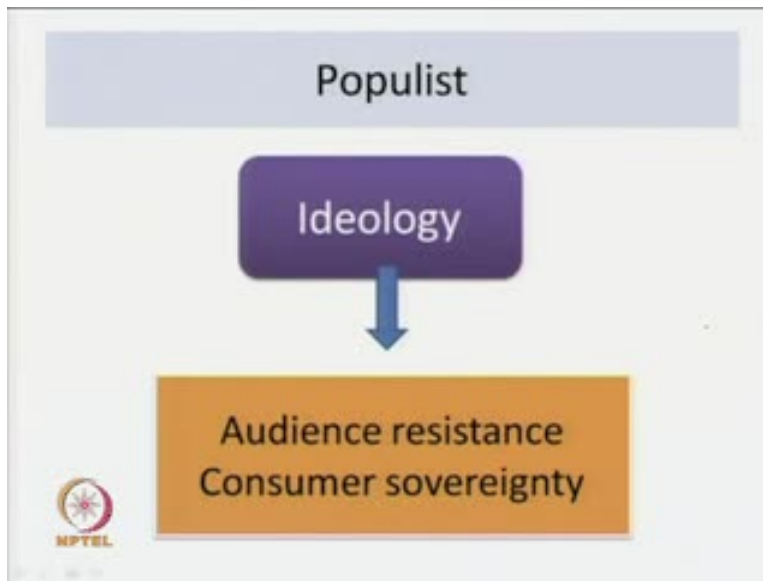 Populist
Ideology
Audience resistance
Consumer sovereignty
NPTEL